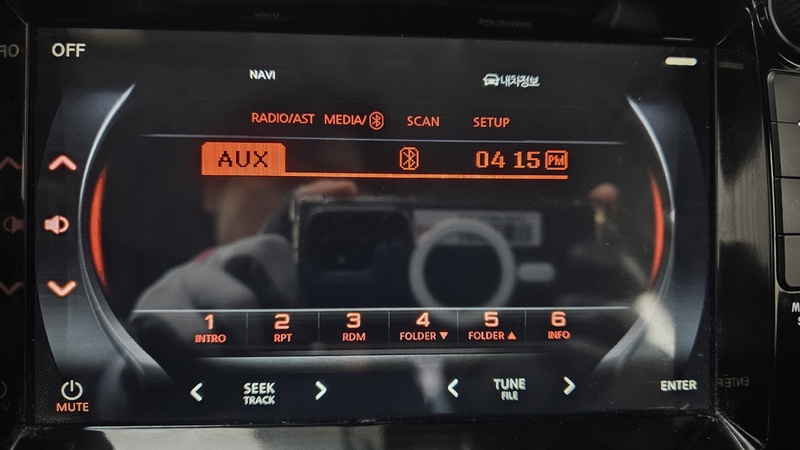 OFF
NAVI
내차정보
RADIO/AST MEDIA/ SCAN SETUP
AUX 04 15 PM
1 2 3 4 5 6
INTRO RPT RDM FOLDER▼ FOLDER▲ INFO
MUTE
< SEEK TRACK >
< TUNE FILE >
ENTER